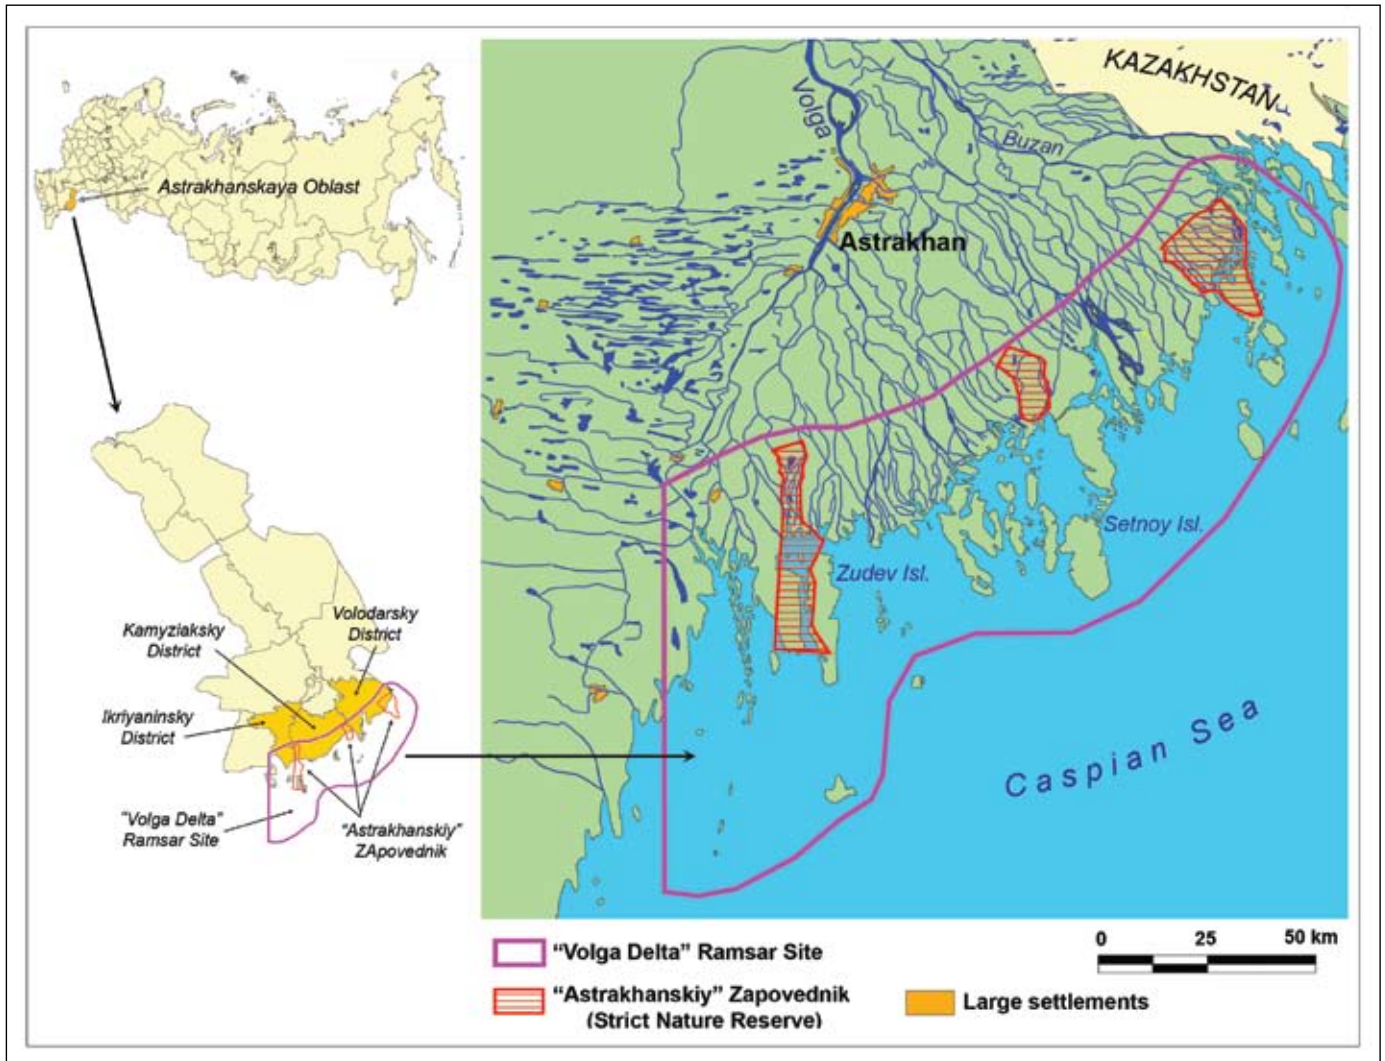 Astrakhanskaya Oblast
Volodarsky
District
Kamyziaksky
District
Ikriyaninsky
District
"Volga Delta"
Ramsar Site
"Astrakhanskiy"
ZApovednik
KAZAKHSTAN
Volga
Buzan
Astrakhan
Setnoy Isl.
Zudev Isl.
Caspian Sea
"Volga Delta" Ramsar Site
"Astrakhanskiy" Zapovednik
(Strict Nature Reserve)
Large settlements
0 25 50 km